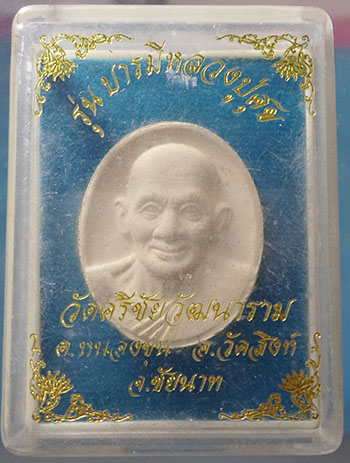 รุ่น บารมีหลวงปู่ศุข
วัดศรีชัยวัฒนาราม
ต.หนองขุ่น อ.วัดสิงห์
จ.ชัยนาท